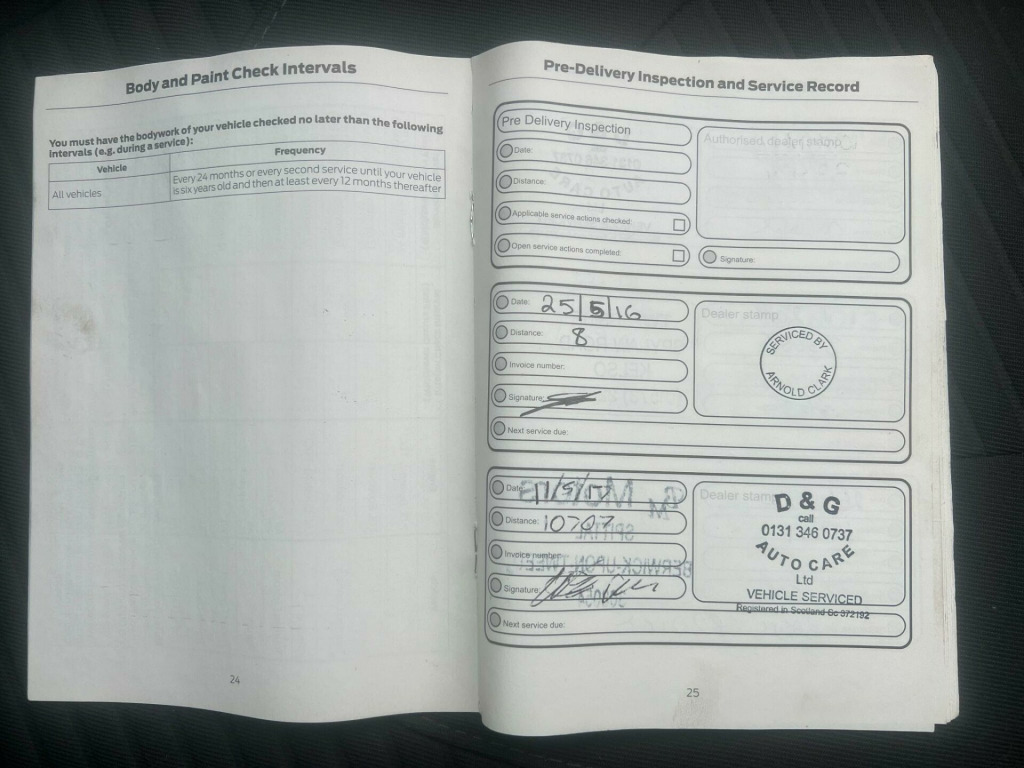 Body and Paint Check Intervals
You must have the bodywork of your vehicle checked no later than the following
intervals (e.g. during a service):
Vehicle Frequency
All vehicles Every 24 months or every second service until your vehicle
is six years old and then at least every 12 months thereafter
24
Pre-Delivery Inspection and Service Record
Pre Delivery Inspection
Date:
Distance:
Applicable service actions checked:
Open service actions completed:
Authorised dealer stamp
Signature:
Date: 25/5/16
Distance: 8
Invoice number:
Signature:
Next service due:
Dealer stamp
SERVICED BY
ARNOLD CLARK
Date: 11/5/17
Distance: 10707
Invoice number:
Signature:
Next service due:
Dealer stamp
D & G
call
0131 346 0737
AUTO CARE
Ltd
VEHICLE SERVICED
Registered in Scotland Sc 372192
25